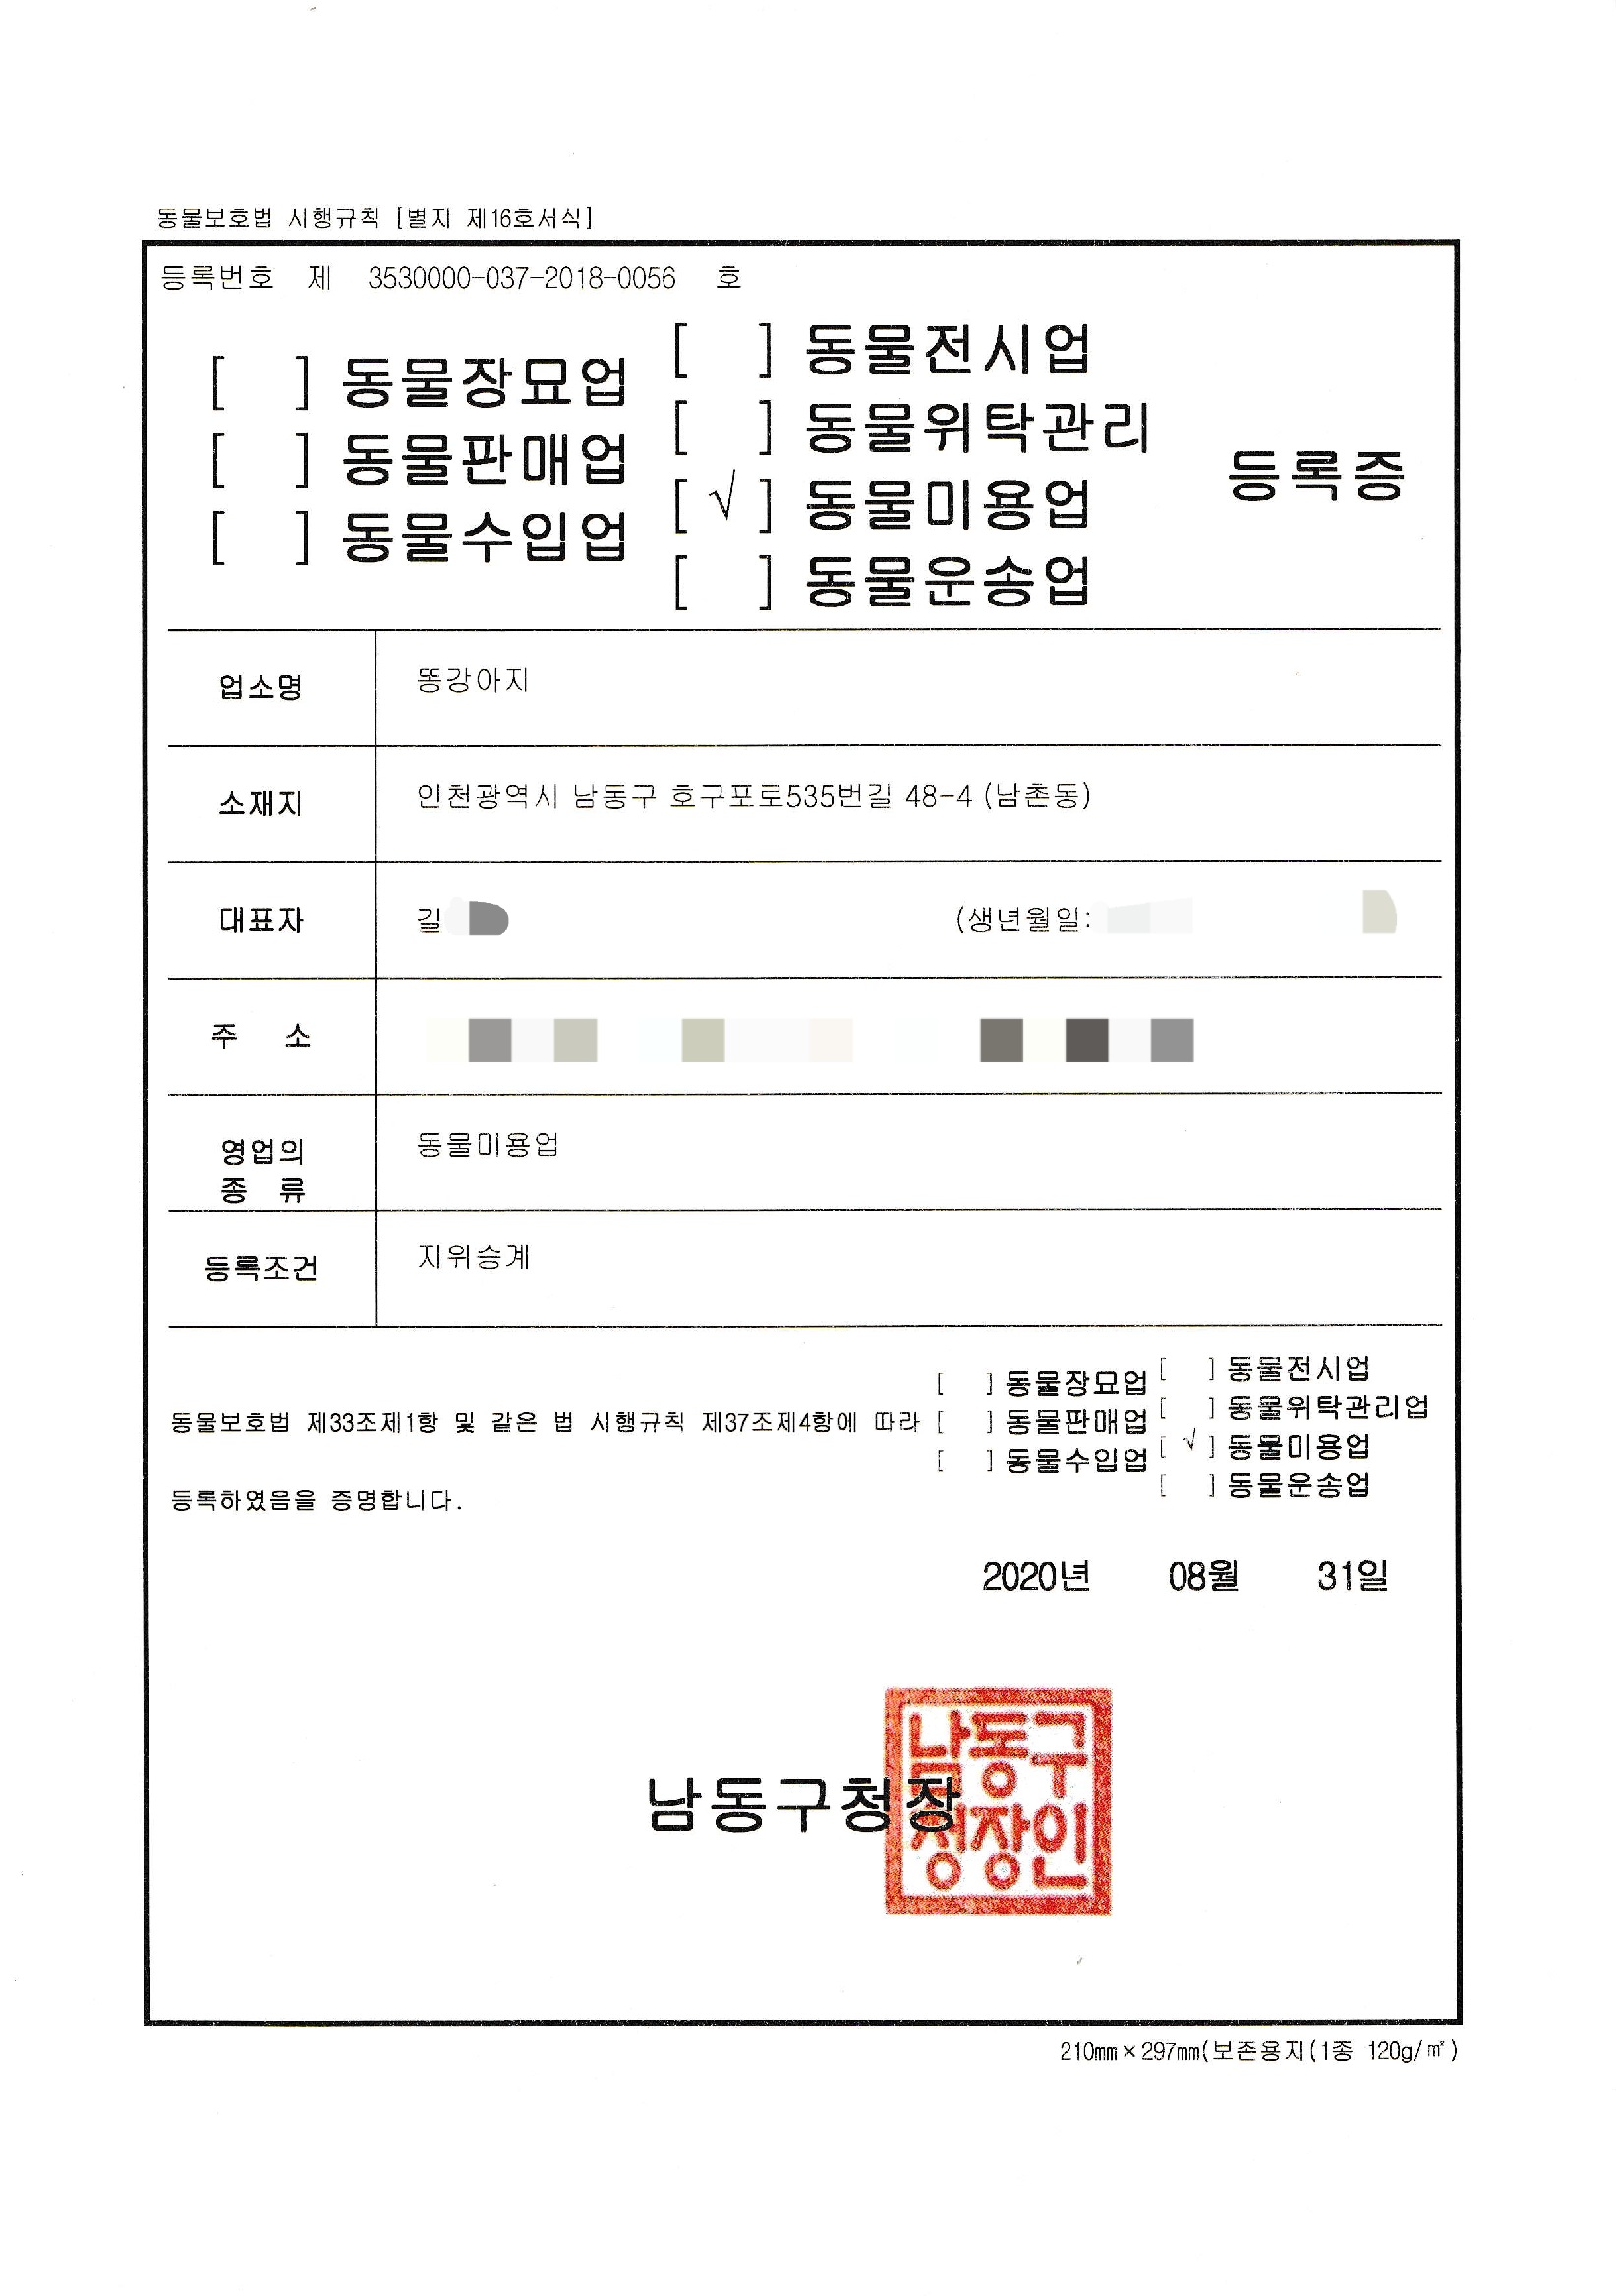 동물보호법 시행규칙 [별지 제16호서식]
등록번호 제 3530000-037-2018-0056 호
[ ] 동물장묘업
[ ] 동물판매업
[ ] 동물수입업
[ ] 동물전시업
[ ] 동물위탁관리
[ √ ] 동물미용업
[ ] 동물운송업
등록증
업소명 똥강아지
소재지 인천광역시 남동구 호구포로535번길 48-4 (남촌동)
대표자 길 (생년월일:
주 소
영업의 종 류 동물미용업
등록조건 지위승계
동물보호법 제33조제1항 및 같은 법 시행규칙 제37조제4항에 따라
[ ] 동물장묘업
[ ] 동물판매업
[ ] 동물수입업
[ ] 동물전시업
[ ] 동물위탁관리업
[ √ ] 동물미용업
[ ] 동물운송업
등록하였음을 증명합니다.
2020년 08월 31일
남동구청장
남동구
청장인
210mm×297mm(보존용지(1종 120g/㎡)